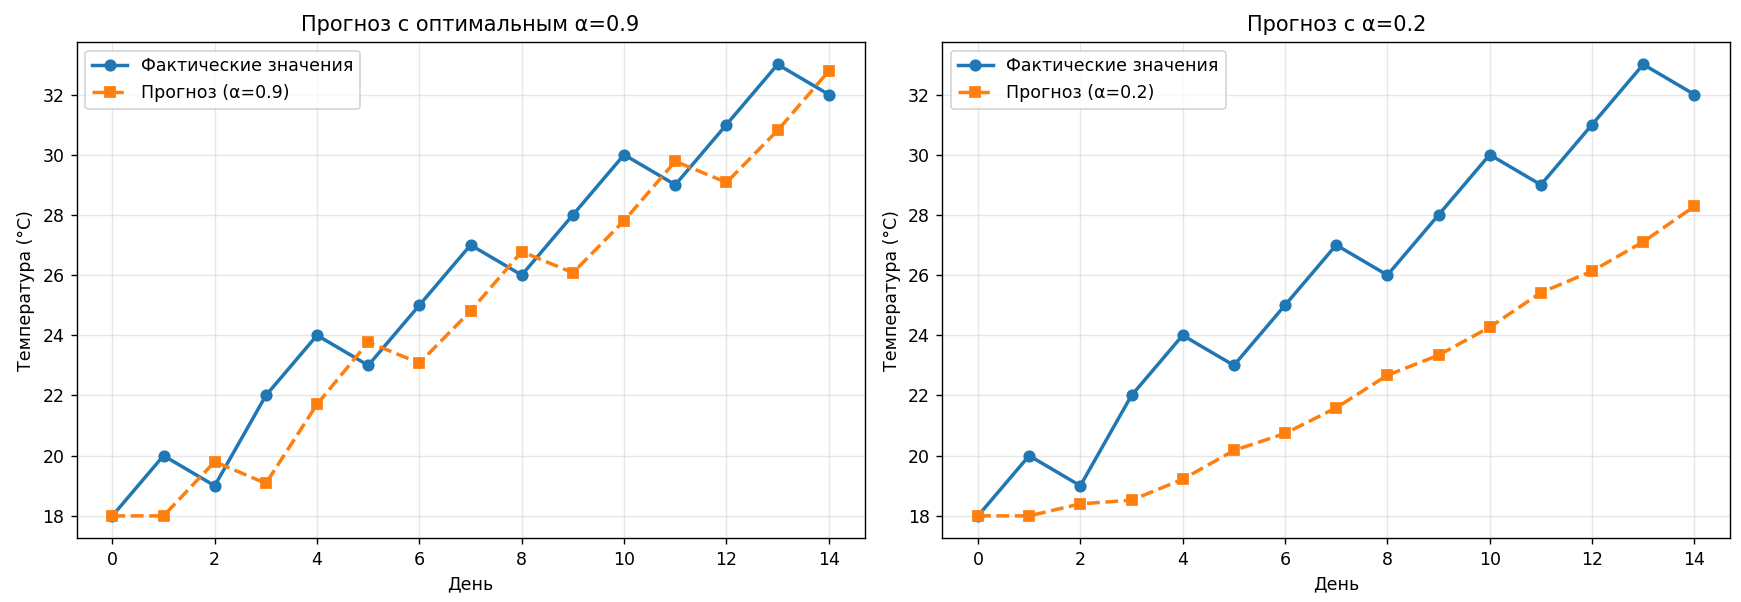 Прогноз с оптимальным α=0.9
Фактические значения
Прогноз (α=0.9)
Температура (°C)
32
30
28
26
24
22
20
18
0 2 4 6 8 10 12 14
День
Прогноз с α=0.2
Фактические значения
Прогноз (α=0.2)
Температура (°C)
32
30
28
26
24
22
20
18
0 2 4 6 8 10 12 14
День